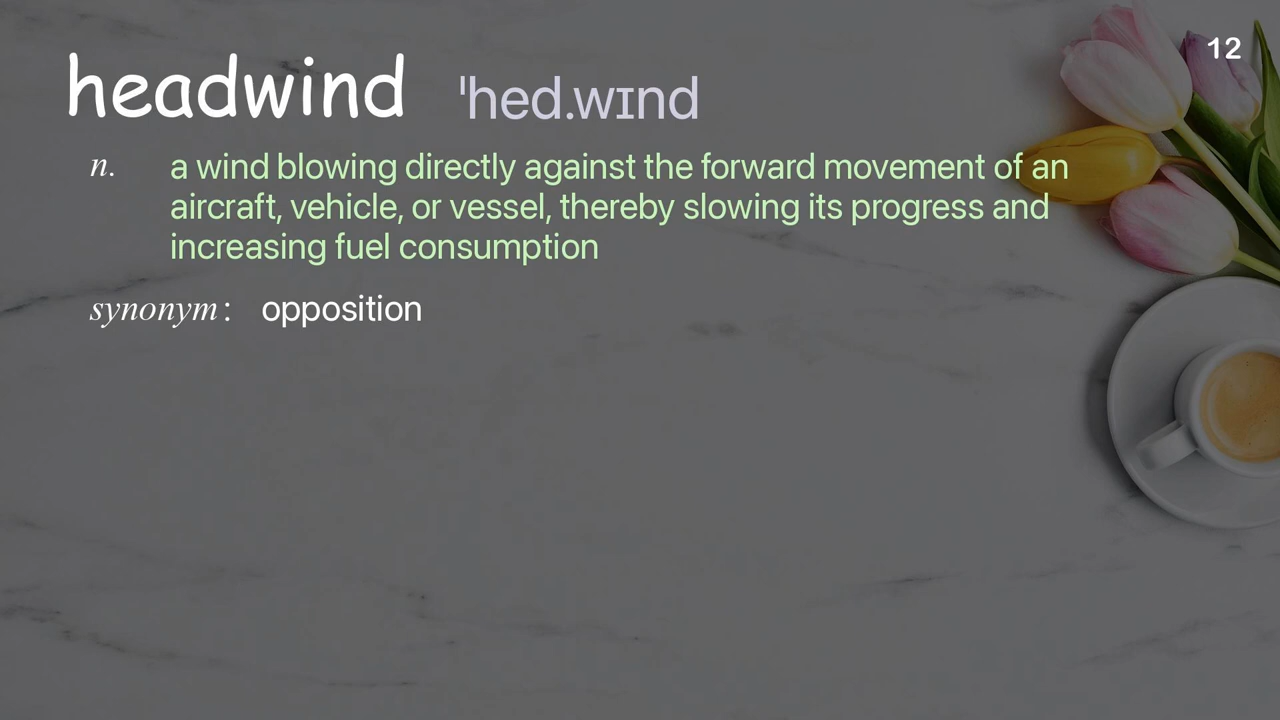 12
headwind ˈhed.wɪnd
n. a wind blowing directly against the forward movement of an
aircraft, vehicle, or vessel, thereby slowing its progress and
increasing fuel consumption
synonym: opposition